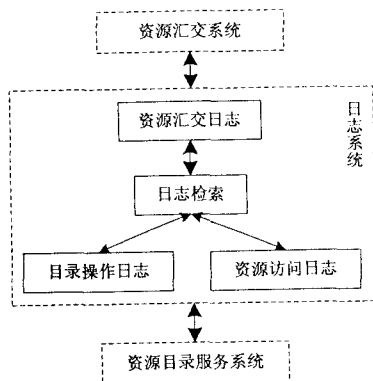 资源汇交系统
资源汇交日志
日志系统
日志检索
目录操作日志
资源访问日志
资源目录服务系统